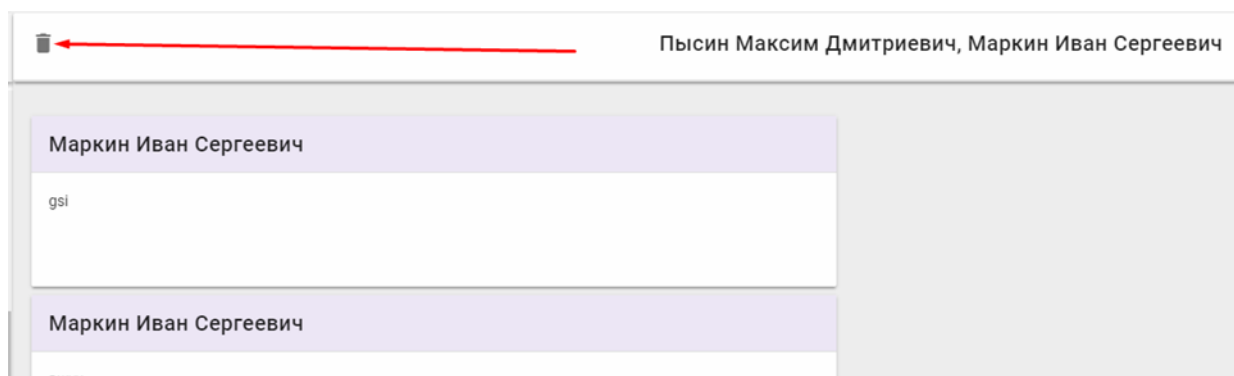 Пысин Максим Дмитриевич, Маркин Иван Сергеевич
Маркин Иван Сергеевич
gsi
Маркин Иван Сергеевич